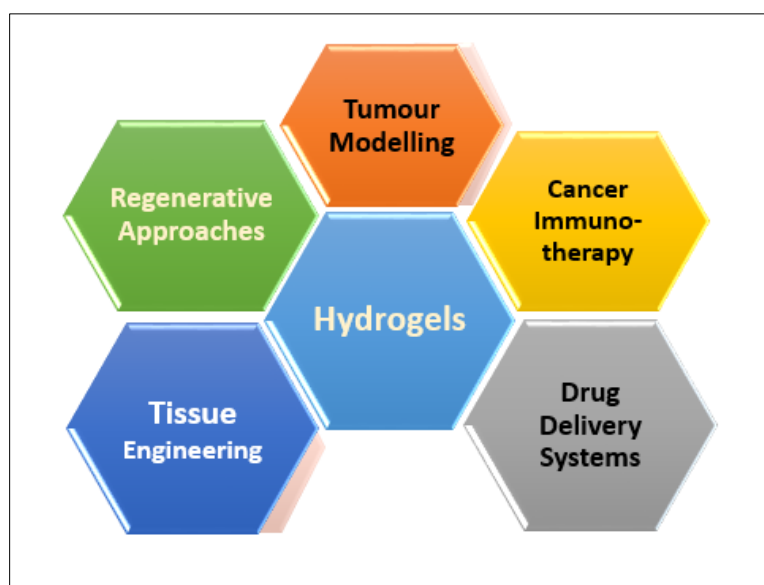 Tumour
Modelling
Regenerative
Approaches
Cancer
Immuno-
therapy
Hydrogels
Tissue
Engineering
Drug
Delivery
Systems